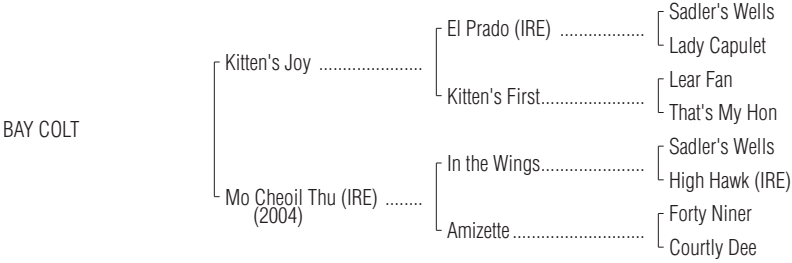 Sadler's Wells
El Prado (IRE) ..................
Lady Capulet
Kitten's Joy ......................
Lear Fan
Kitten's First......................
That's My Hon
BAY COLT
Sadler's Wells
In the Wings......................
High Hawk (IRE)
Mo Cheoil Thu (IRE) ........
(2004)
Forty Niner
Amizette............................
Courtly Dee